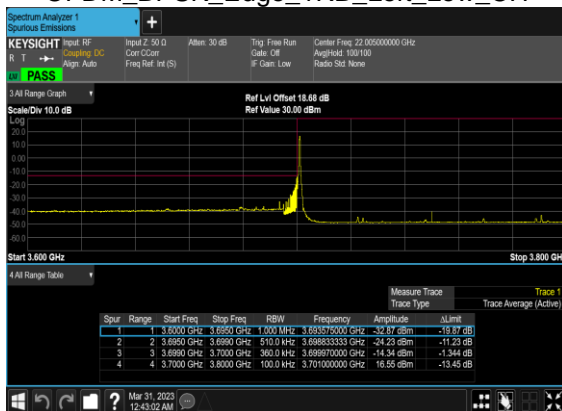 Spectrum Analyzer 1
Spurious Emissions
+
KEYSIGHT Input: RF Input Z: 50 Ω Atten: 30 dB Trig: Free Run Center Freq: 22.005000000 GHz
R T Coupling: DC Corr CCorr Gate: Off Avg|Hold: 100/100
Align: Auto Freq Ref: Int (S) IF Gain: Low Radio Std: None
PASS
3 All Range Graph
Ref Lvl Offset 18.68 dB
Scale/Div 10.0 dB Ref Value 30.00 dBm
Log
20.0
10.0
0.00
-10.0
-20.0
-30.0
-40.0
-50.0
-60.0
Start 3.600 GHz Stop 3.800 GH
4 All Range Table
Measure Trace Trace 1
Trace Type Trace Average (Active)
Spur Range Start Freq Stop Freq RBW Frequency Amplitude ΔLimit
1 1 3.6000 GHz 3.6950 GHz 1.000 MHz 3.693575000 GHz -32.87 dBm -19.87 dB
2 2 3.6950 GHz 3.6990 GHz 510.0 kHz 3.698833333 GHz -24.23 dBm -11.23 dB
3 3 3.6990 GHz 3.7000 GHz 360.0 kHz 3.699970000 GHz -14.34 dBm -1.344 dB
4 4 3.7000 GHz 3.8000 GHz 100.0 kHz 3.701000000 GHz 16.55 dBm -13.45 dB
? Mar 31, 2023
12:43:02 AM